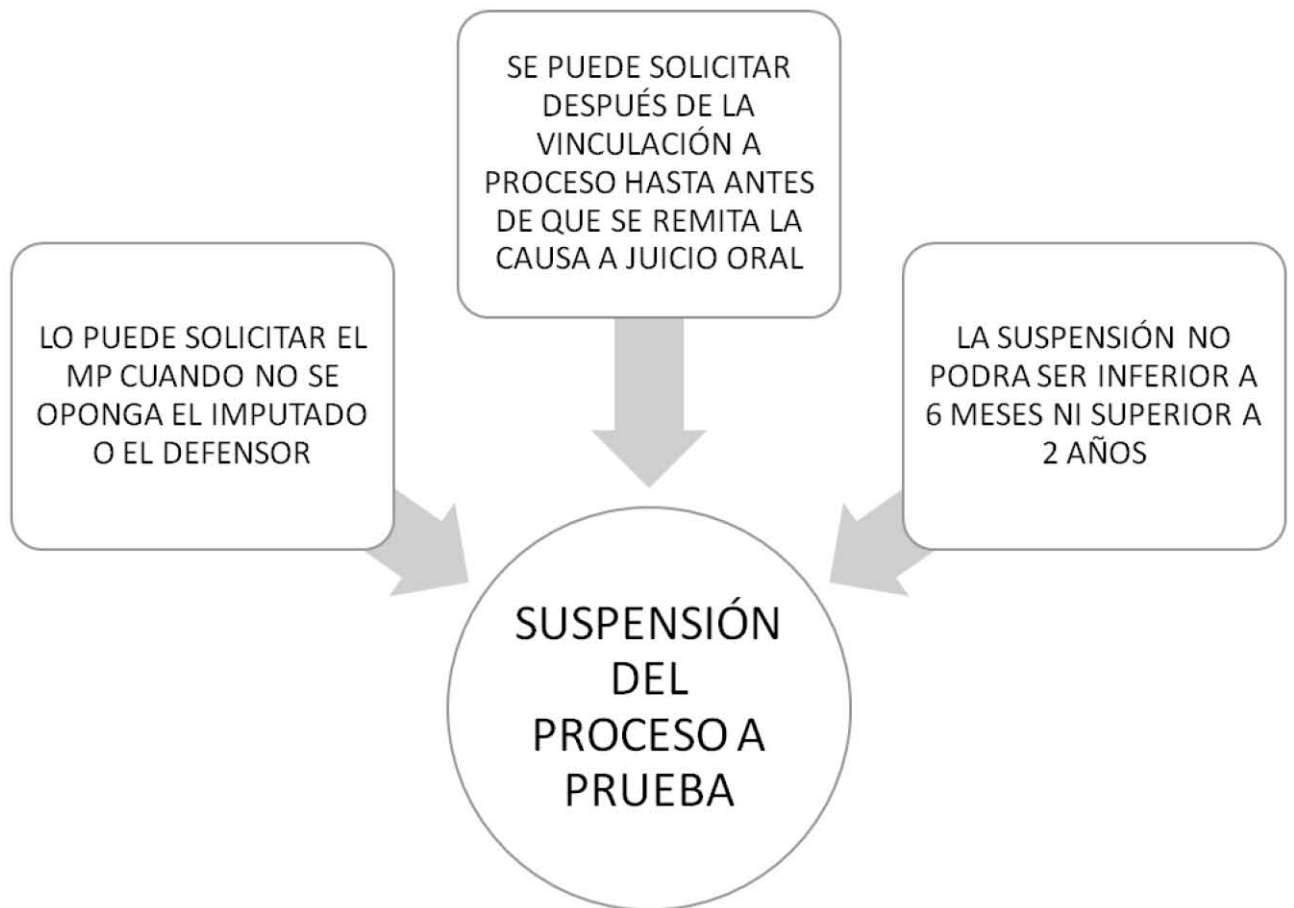 SE PUEDE SOLICITAR
DESPUÉS DE LA
VINCULACIÓN A
PROCESO HASTA ANTES
DE QUE SE REMITA LA
CAUSA A JUICIO ORAL
LO PUEDE SOLICITAR EL
MP CUANDO NO SE
OPONGA EL IMPUTADO
O EL DEFENSOR
LA SUSPENSIÓN NO
PODRA SER INFERIOR A
6 MESES NI SUPERIOR A
2 AÑOS
SUSPENSIÓN
DEL
PROCESO A
PRUEBA